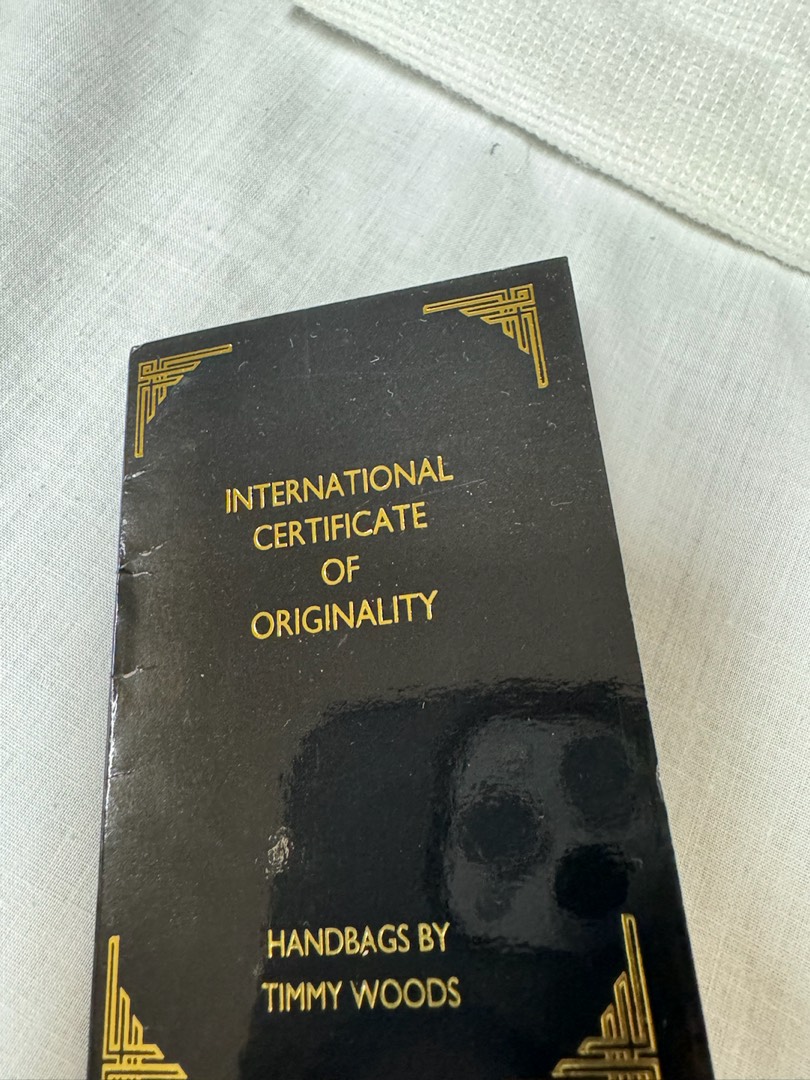 INTERNATIONAL
CERTIFICATE
OF
ORIGINALITY
HANDBAGS BY
TIMMY WOODS